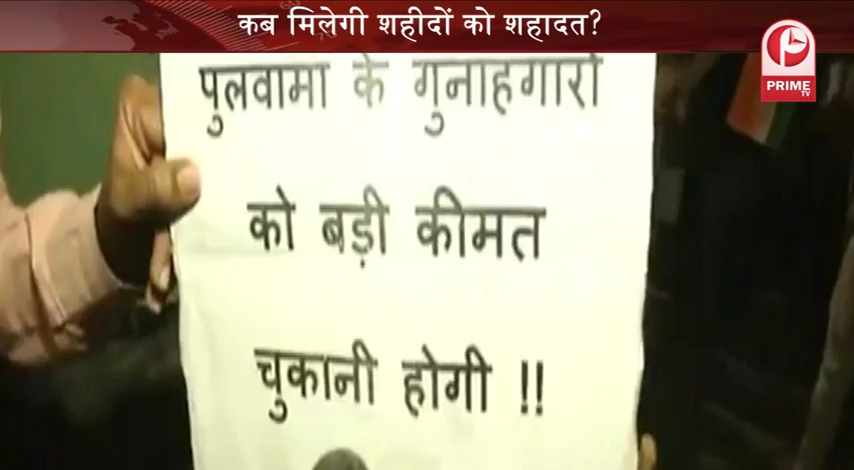 कब मिलेगी शहीदों को शहादत?
PRIME
TV
पुलवामा के गुनाहगारो
को बड़ी कीमत
चुकानी होगी !!